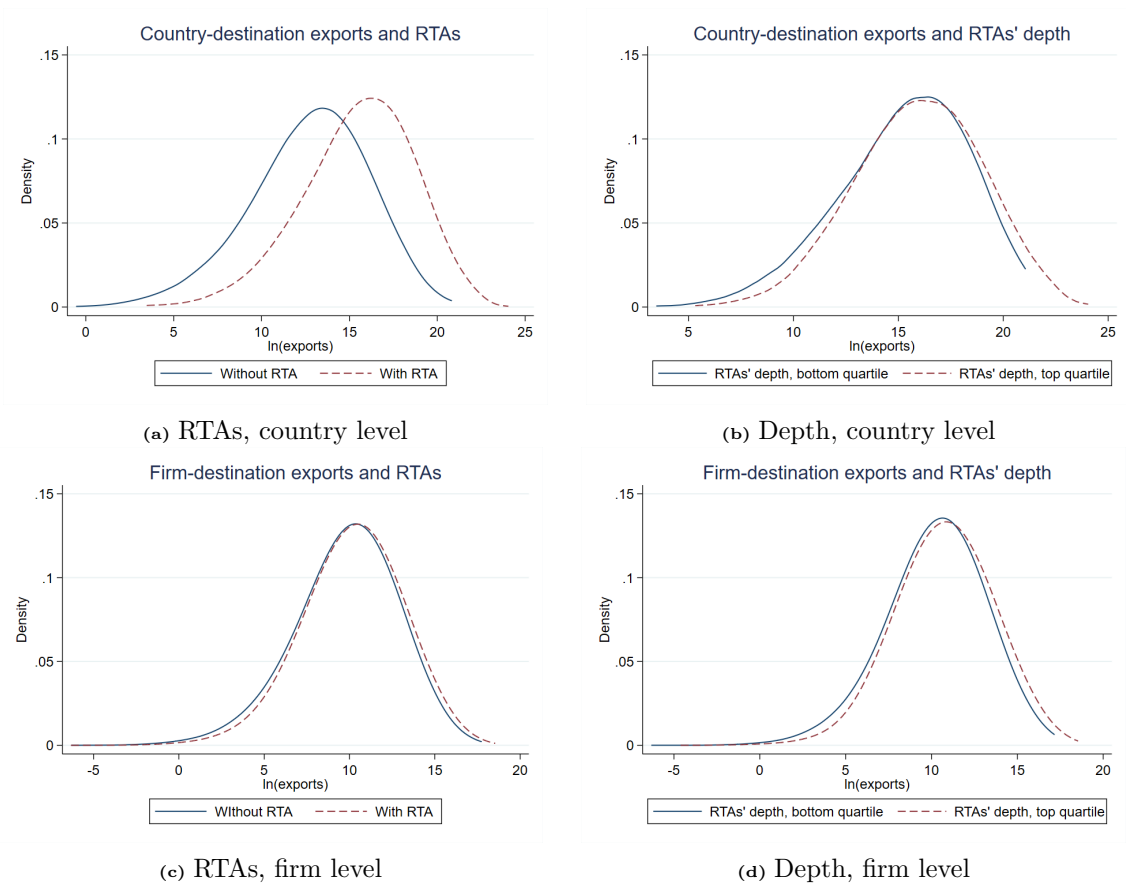 Country-destination exports and RTAs
.15
.1
.05
0
Density
0 5 10 15 20 25
ln(exports)
Without RTA With RTA
(a) RTAs, country level
Country-destination exports and RTAs' depth
.15
.1
.05
0
Density
5 10 15 20 25
ln(exports)
RTAs' depth, bottom quartile RTAs' depth, top quartile
(b) Depth, country level
Firm-destination exports and RTAs
.15
.1
.05
0
Density
-5 0 5 10 15 20
ln(exports)
WIthout RTA With RTA
(c) RTAs, firm level
Firm-destination exports and RTAs' depth
.15
.1
.05
0
Density
-5 0 5 10 15 20
ln(exports)
RTAs' depth, bottom quartile RTAs' depth, top quartile
(d) Depth, firm level